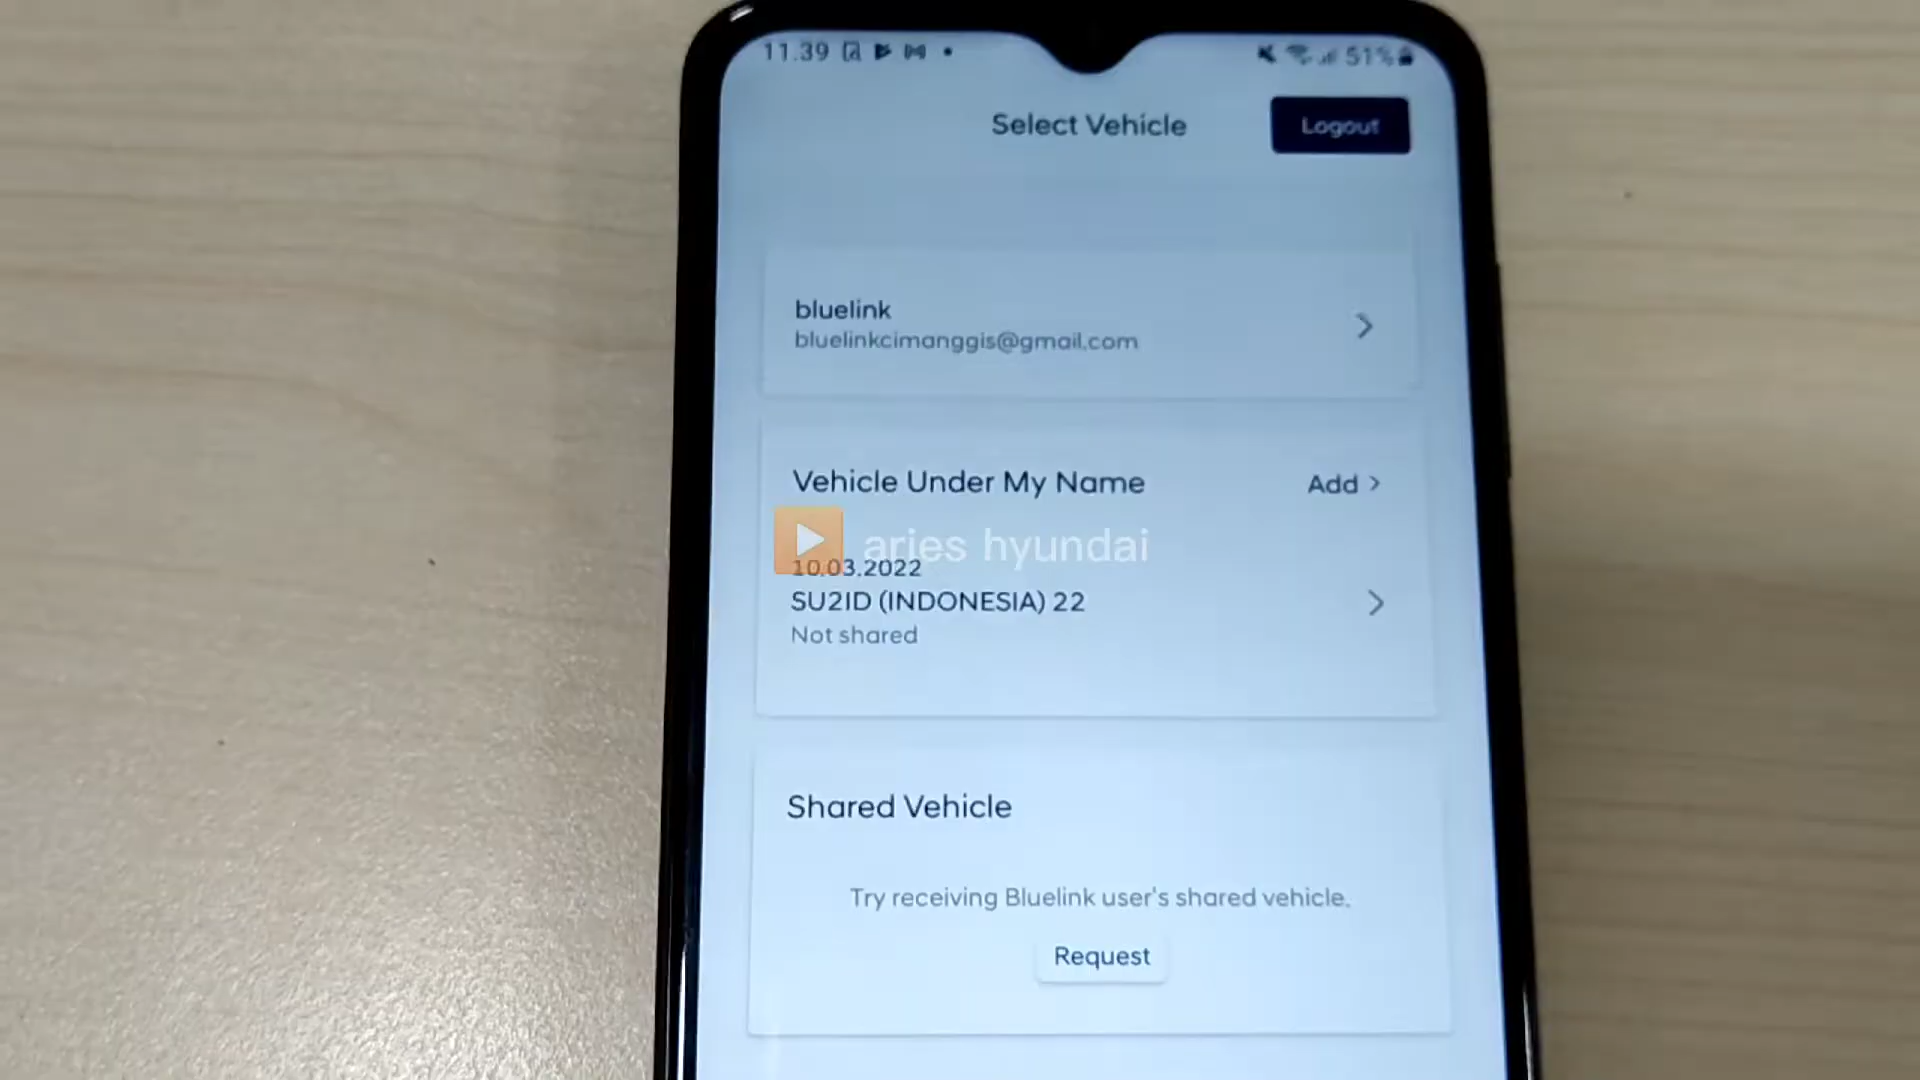 11.39
51%
Select Vehicle
Logout
bluelink
bluelinkcimanggis@gmail.com
Vehicle Under My Name
Add >
aries hyundai
10.03.2022
SU2ID (INDONESIA) 22
Not shared
Shared Vehicle
Try receiving Bluelink user's shared vehicle.
Request